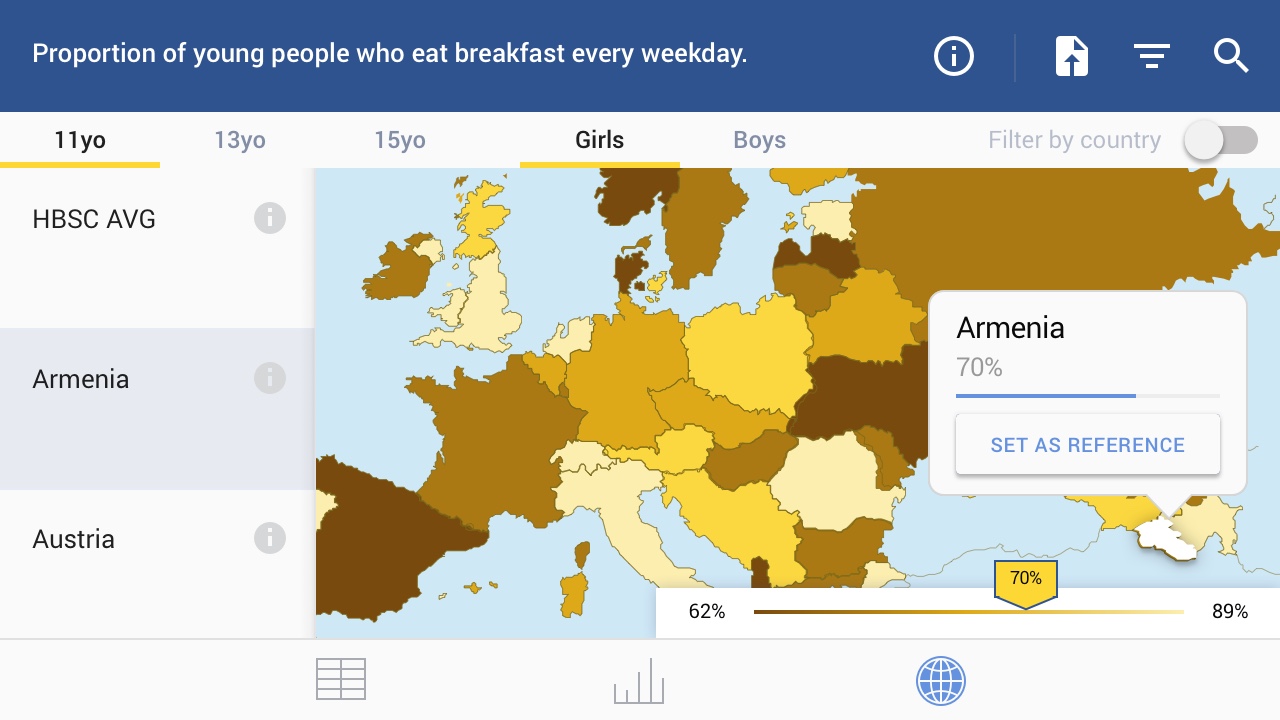 Proportion of young people who eat breakfast every weekday.
11yo 13yo 15yo Girls Boys Filter by country
HBSC AVG
Armenia
Austria
Armenia
70%
SET AS REFERENCE
70%
62% 89%